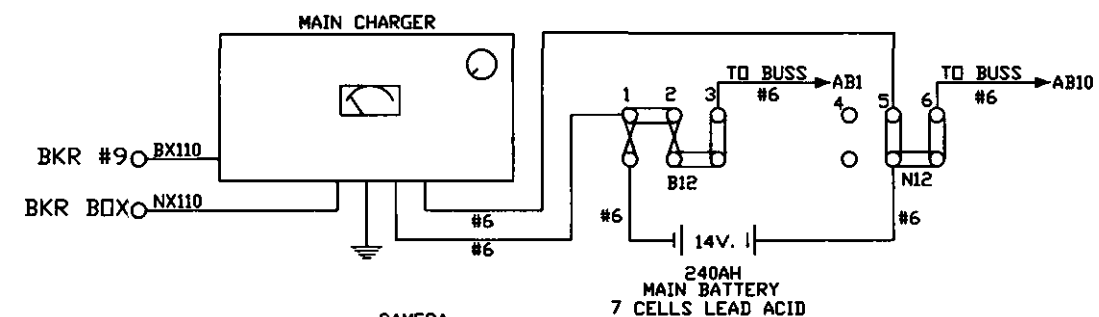 MAIN CHARGER
TO BUSS
AB1
#6
TO BUSS
AB10
#6
1 2 3 4 5 6
BKR #9
BX110
BKR BOX
NX110
B12
N12
#6
#6
#6
#6
14V.
240AH
MAIN BATTERY
7 CELLS LEAD ACID